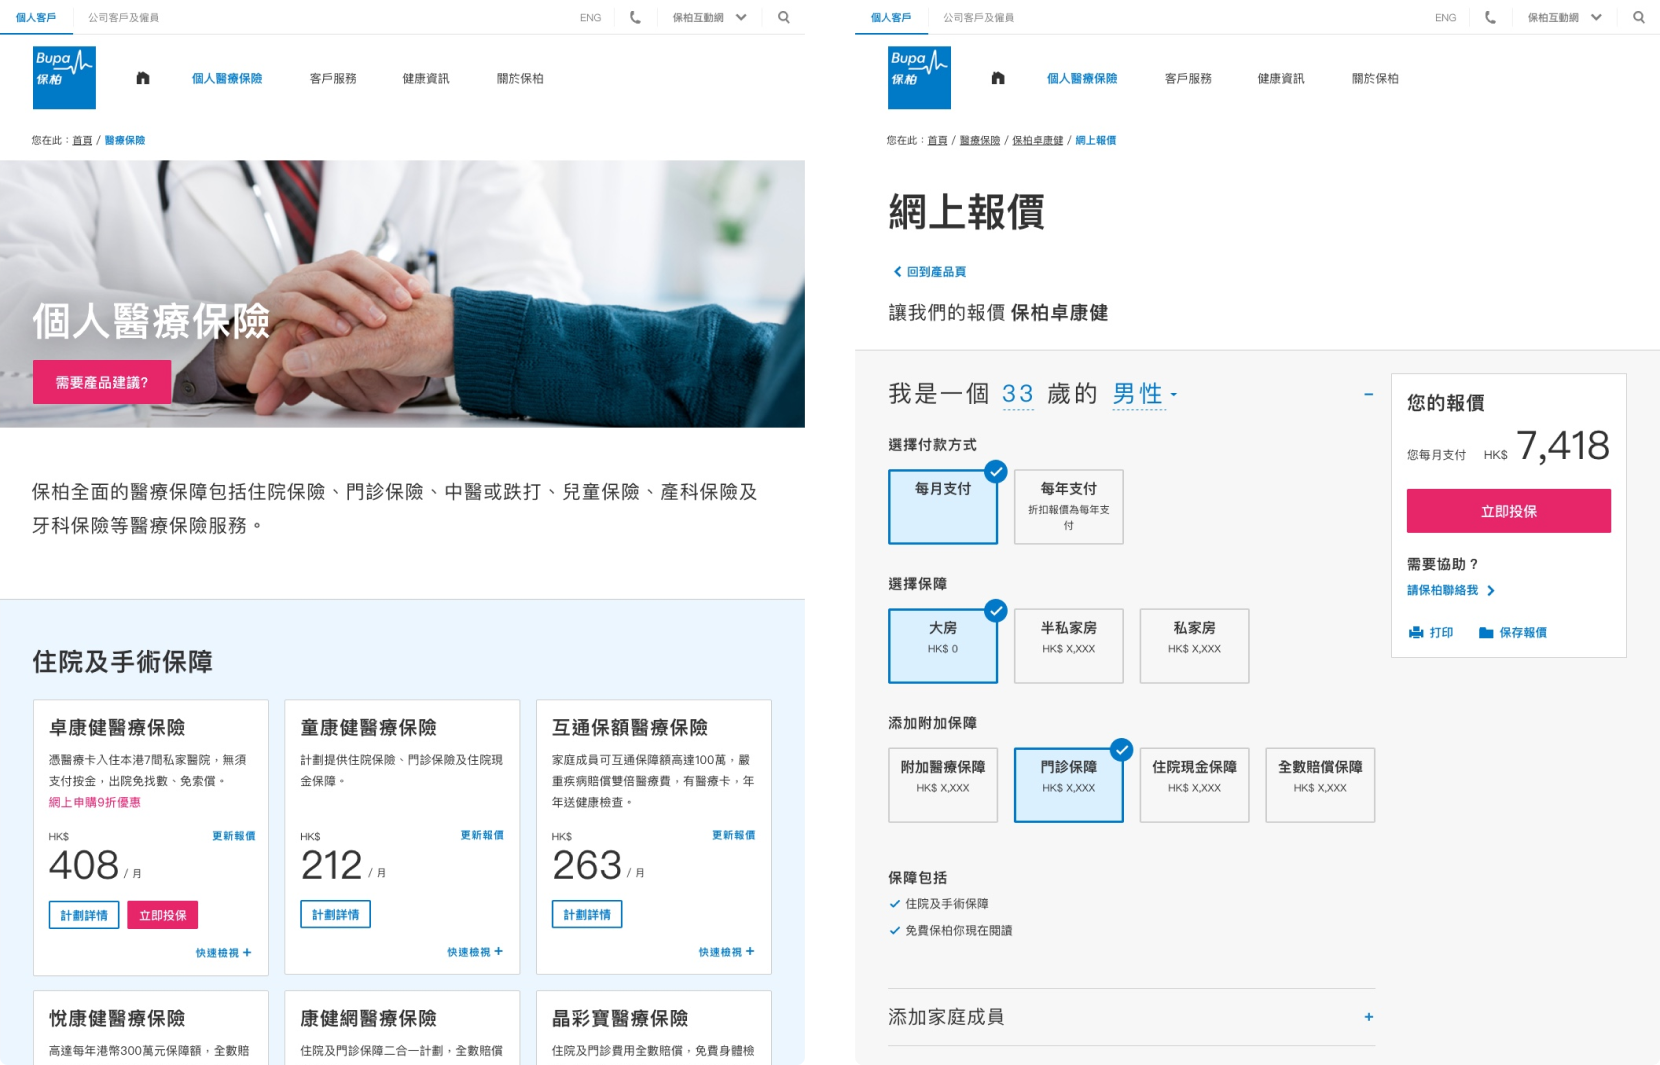 個人客戶
公司客戶及僱員
ENG
保柏互動網
Bupa
保柏
個人醫療保險
客戶服務
健康資訊
關於保柏
您在此：首頁 / 醫療保險
個人醫療保險
需要產品建議?
保柏全面的醫療保障包括住院保險、門診保險、中醫或跌打、兒童保險、產科保險及
牙科保險等醫療保險服務。
住院及手術保障
卓康健醫療保險
憑醫療卡入住本港7間私家醫院，無須
支付按金，出院免找數、免索償。
網上申購9折優惠
HK$
更新報價
408 / 月
計劃詳情
立即投保
快速檢視 +
童康健醫療保險
計劃提供住院保險、門診保險及住院現
金保障。
HK$
更新報價
212 / 月
計劃詳情
快速檢視 +
互通保額醫療保險
家庭成員可互通保障額高達100萬，嚴
重疾病賠償雙倍醫療費，有醫療卡，年
年送健康檢查。
HK$
更新報價
263 / 月
計劃詳情
快速檢視 +
悅康健醫療保險
高達每年港幣300萬元保障額，全數賠
康健網醫療保險
住院及門診保障二合一計劃，全數賠償
晶彩寶醫療保險
住院及門診費用全數賠償，免費身體檢
個人客戶
公司客戶及僱員
ENG
保柏互動網
Bupa
保柏
個人醫療保險
客戶服務
健康資訊
關於保柏
您在此：首頁 / 醫療保險 / 保柏卓康健 / 網上報價
網上報價
回到產品頁
讓我們的報價 保柏卓康健
我是一個 33 歲的 男性
選擇付款方式
每月支付
每年支付
折扣報價為每年支
付
選擇保障
大房
HK$ 0
半私家房
HK$ X,XXX
私家房
HK$ X,XXX
添加附加保障
附加醫療保障
HK$ X,XXX
門診保障
HK$ X,XXX
住院現金保障
HK$ X,XXX
全數賠償保障
HK$ X,XXX
保障包括
住院及手術保障
免費保柏你現在閱讀
添加家庭成員 +
您的報價
您每月支付 HK$ 7,418
立即投保
需要協助？
請保柏聯絡我
打印
保存報價